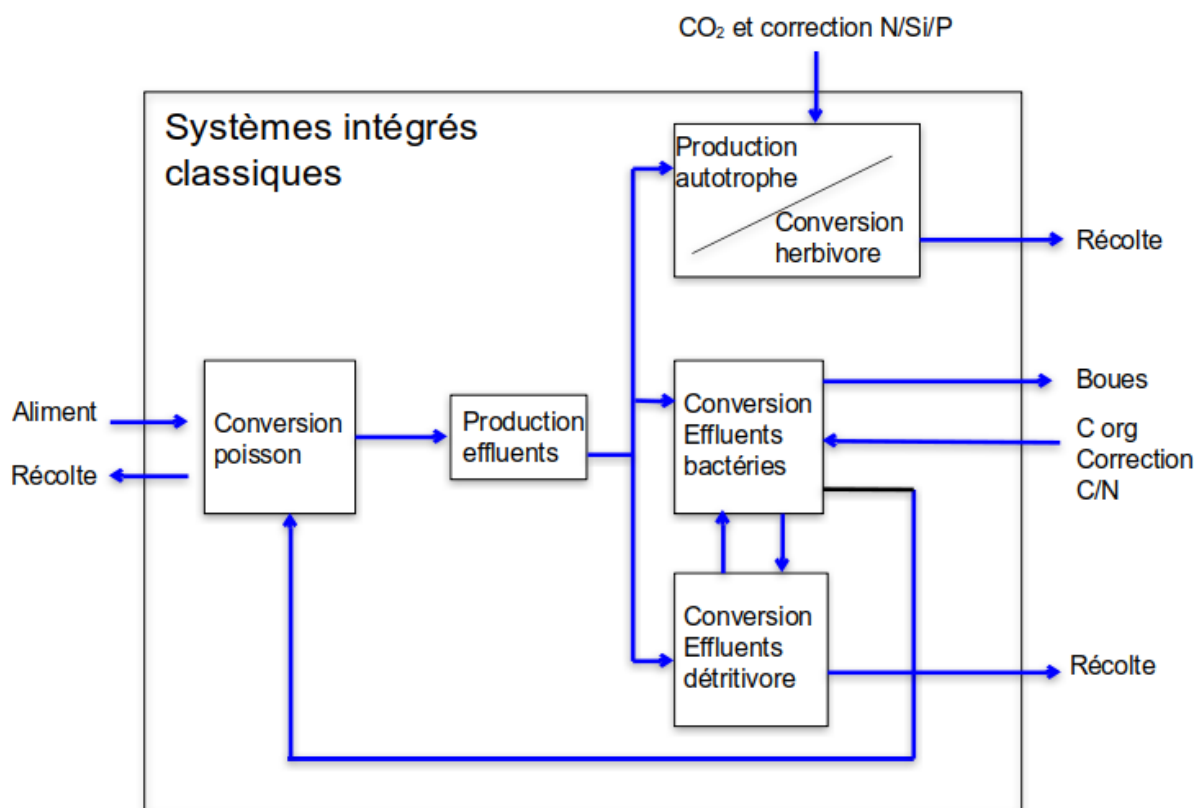 CO₂ et correction N/Si/P
Systèmes intégrés
classiques
Production
autotrophe
Conversion
herbivore
Récolte
Aliment
Récolte
Conversion
poisson
Production
effluents
Conversion
Effluents
bactéries
Boues
C org
Correction
C/N
Conversion
Effluents
détritivore
Récolte